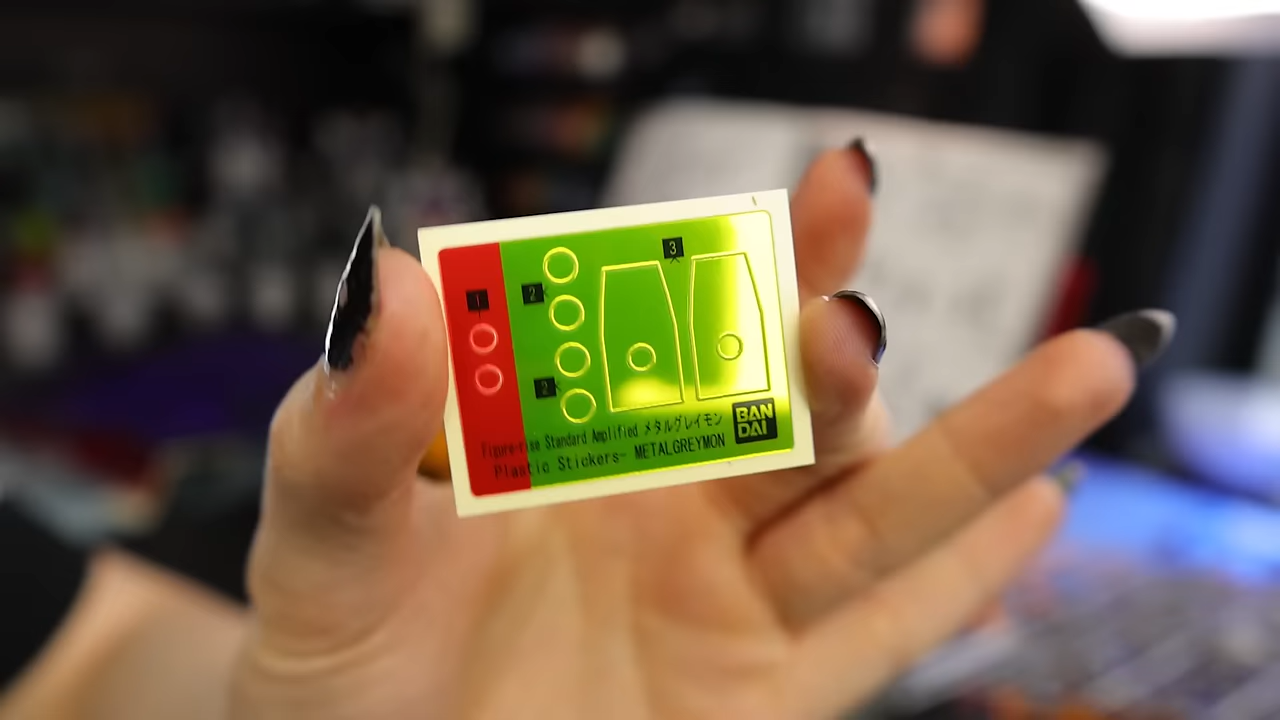 1
2
3
2
Figure-rise Standard Amplified メタルグレイモン
Plastic Stickers- METALGREYMON
BAN
DAI